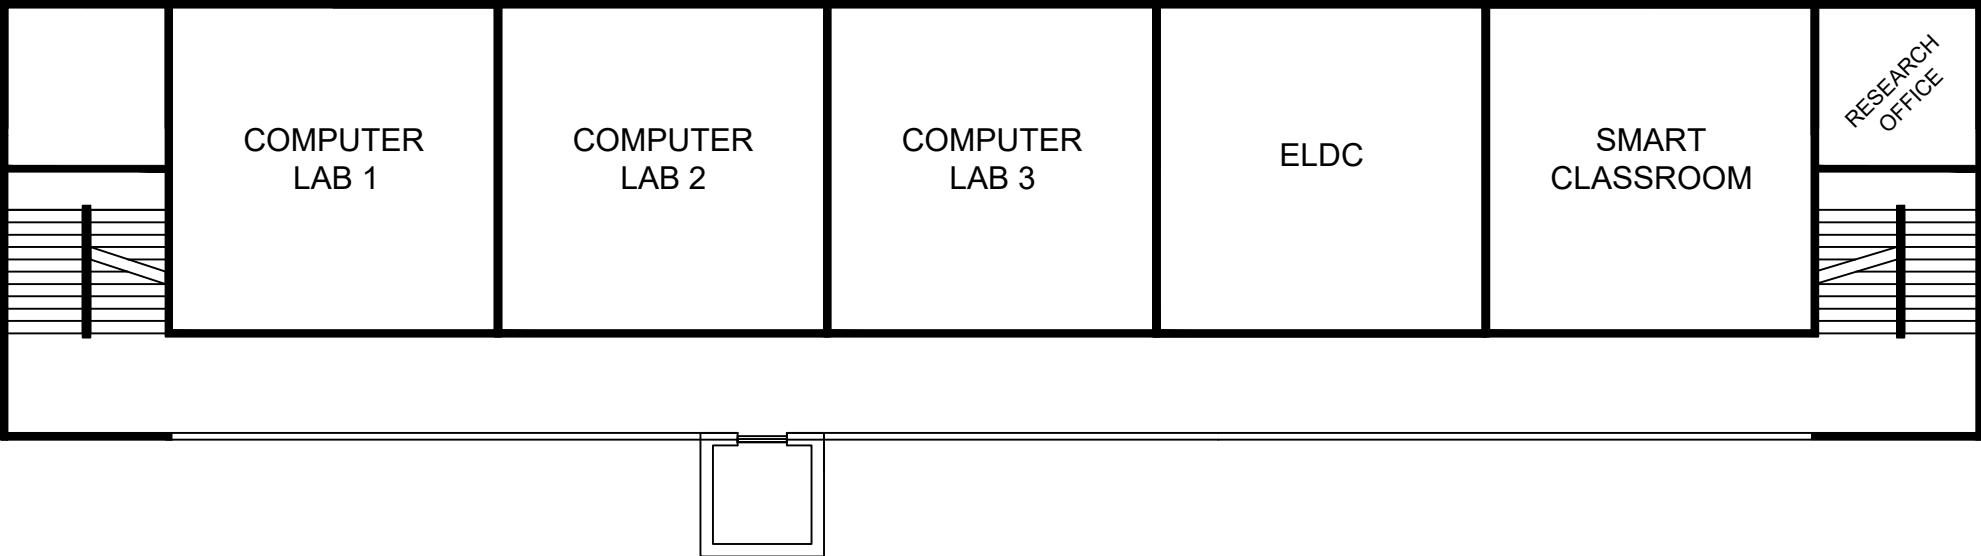 COMPUTER
LAB 1
COMPUTER
LAB 2
COMPUTER
LAB 3
ELDC
SMART
CLASSROOM
RESEARCH
OFFICE